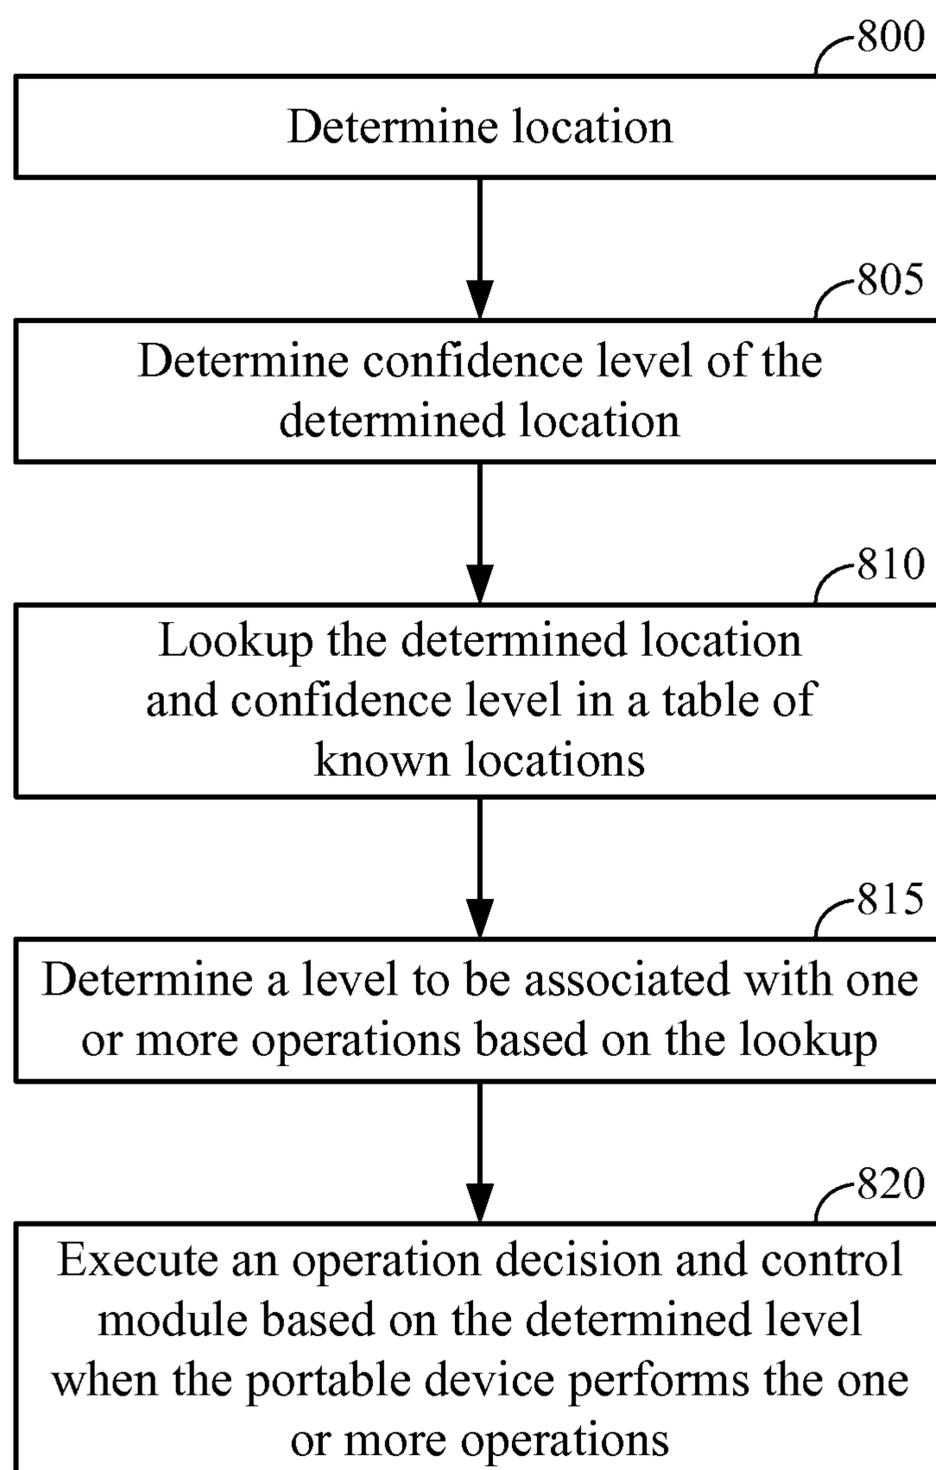 800
Determine location
805
Determine confidence level of the
determined location
810
Lookup the determined location
and confidence level in a table of
known locations
815
Determine a level to be associated with one
or more operations based on the lookup
820
Execute an operation decision and control
module based on the determined level
when the portable device performs the one
or more operations